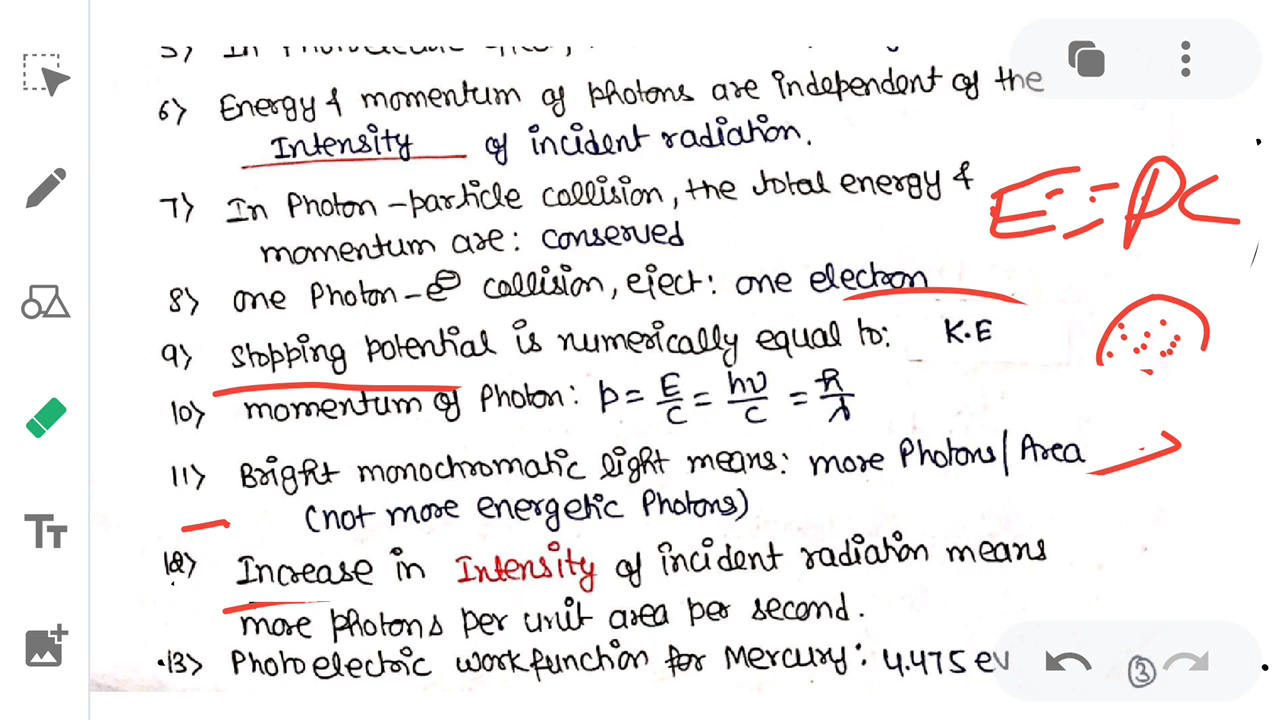 6) Energy & momentum of photons are independent of the
Intensity of incident radiation.
7) In Photon-particle collision, the total energy &
momentum are: conserved
E = PC
8) one Photon-e⊖ collision, eject: one electron
9) Stopping potential is numerically equal to: K.E
10) momentum of Photon: p = E/C = hν/C = h/λ
11) Bright monochromatic light means: more Photons/Area
(not more energetic Photons)
12) Increase in Intensity of incident radiation means
more photons per unit area per second.
13) Photoelectric workfunction for Mercury: 4.475 eV
3
TT